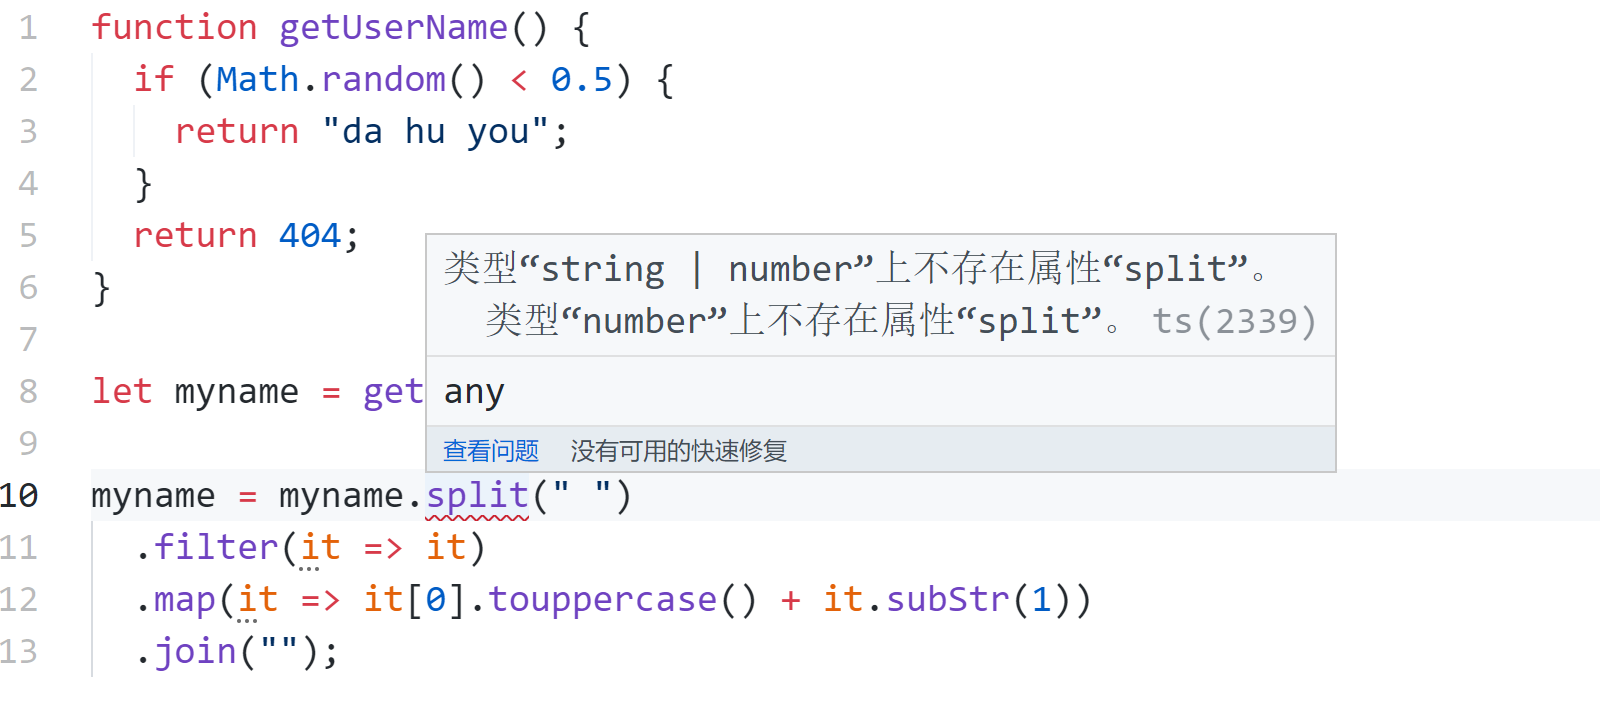 1 function getUserName() {
2 if (Math.random() < 0.5) {
3 return "da hu you";
4 }
5 return 404;
6 }
7
8 let myname = get
类型“string | number”上不存在属性“split”。
类型“number”上不存在属性“split”。 ts(2339)
any
查看问题 没有可用的快速修复
9
10 myname = myname.split(" ")
11 .filter(it => it)
12 .map(it => it[0].touppercase() + it.subStr(1))
13 .join("");